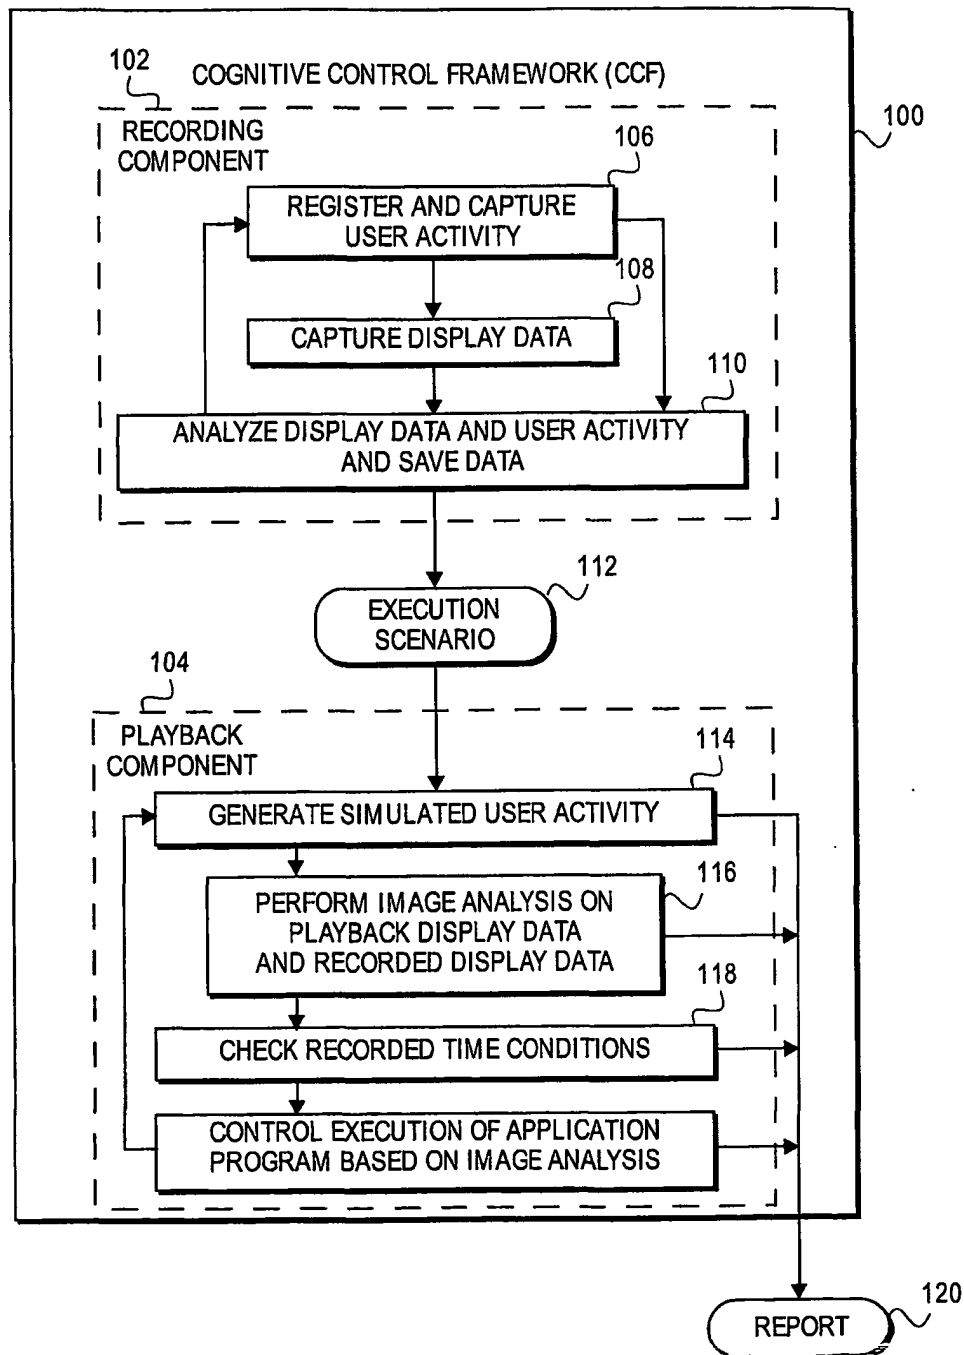 102
COGNITIVE CONTROL FRAMEWORK (CCF)
100
RECORDING
COMPONENT
106
REGISTER AND CAPTURE
USER ACTIVITY
108
CAPTURE DISPLAY DATA
110
ANALYZE DISPLAY DATA AND USER ACTIVITY
AND SAVE DATA
112
EXECUTION
SCENARIO
104
PLAYBACK
COMPONENT
114
GENERATE SIMULATED USER ACTIVITY
116
PERFORM IMAGE ANALYSIS ON
PLAYBACK DISPLAY DATA
AND RECORDED DISPLAY DATA
118
CHECK RECORDED TIME CONDITIONS
CONTROL EXECUTION OF APPLICATION
PROGRAM BASED ON IMAGE ANALYSIS
120
REPORT